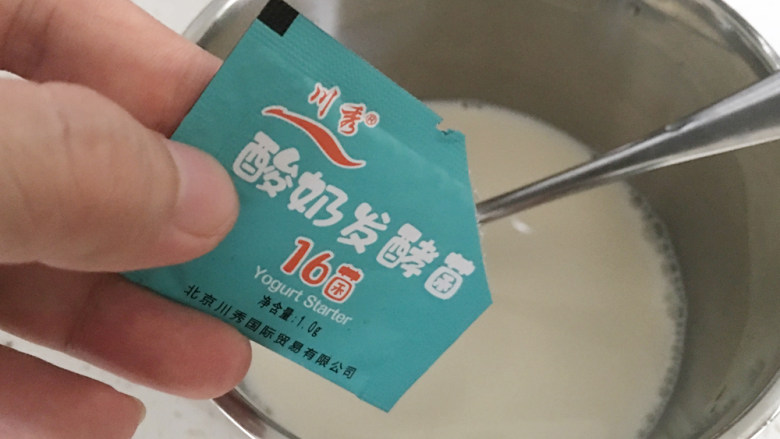 川秀®
酸奶发酵菌
16菌
Yogurt Starter
净含量:1.0g
北京川秀国际贸易有限公司